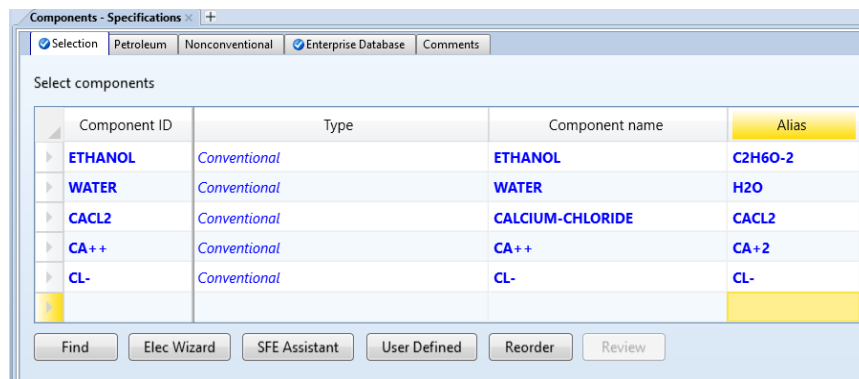 Components - Specifications × +
Selection Petroleum Nonconventional Enterprise Database Comments
Select components
Component ID Type Component name Alias
ETHANOL Conventional ETHANOL C2H6O-2
WATER Conventional WATER H2O
CACL2 Conventional CALCIUM-CHLORIDE CACL2
CA++ Conventional CA++ CA+2
CL- Conventional CL- CL-
Find Elec Wizard SFE Assistant User Defined Reorder Review